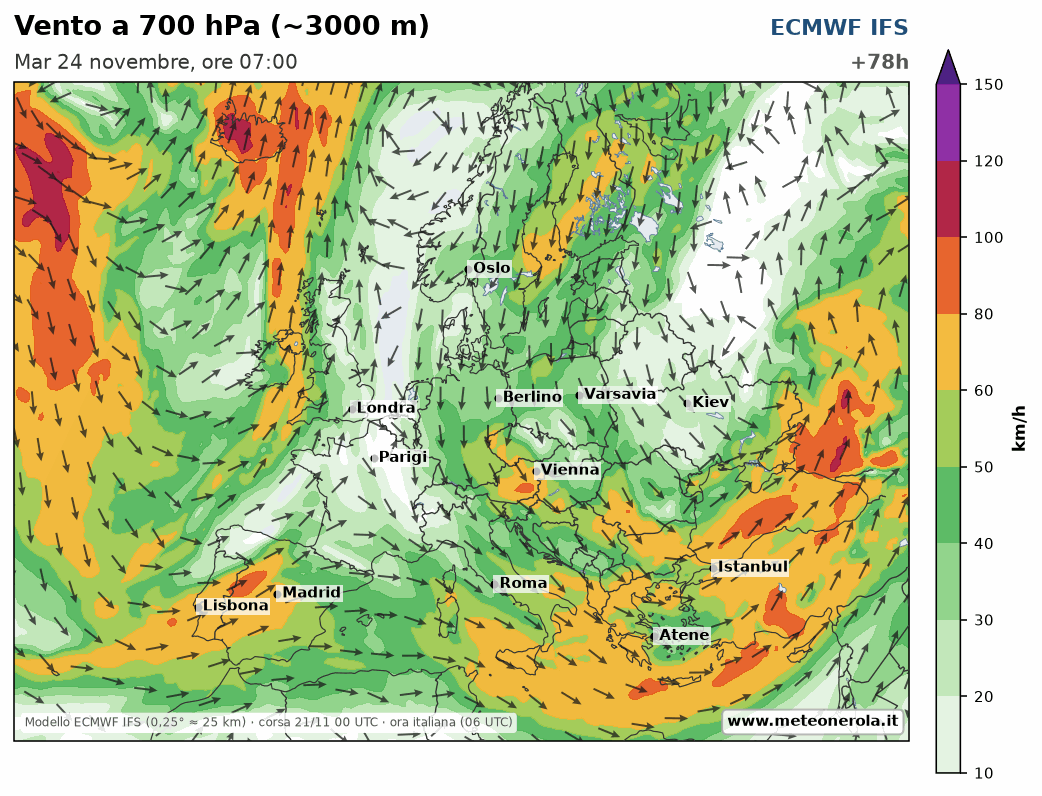 Vento a 700 hPa (~3000 m)
ECMWF IFS
Mar 24 novembre, ore 07:00
+78h
150
120
100
80
60
50
40
30
20
10
km/h
Oslo
Londra
Berlino
Varsavia
Kiev
Parigi
Vienna
Istanbul
Roma
Madrid
Lisbona
Atene
Modello ECMWF IFS (0,25° ≈ 25 km) · corsa 21/11 00 UTC · ora italiana (06 UTC)
www.meteonerola.it